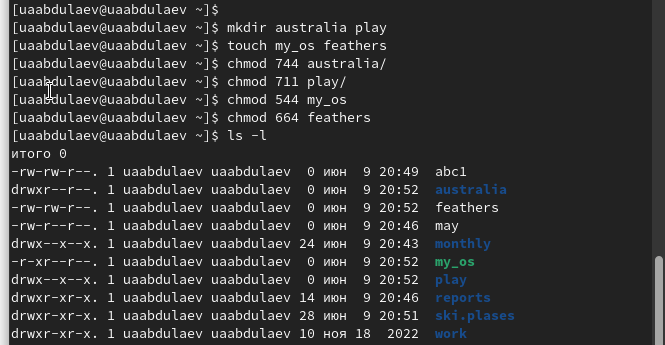 [uaabdulaev@uaabdulaev ~]$
[uaabdulaev@uaabdulaev ~]$ mkdir australia play
[uaabdulaev@uaabdulaev ~]$ touch my_os feathers
[uaabdulaev@uaabdulaev ~]$ chmod 744 australia/
[uaabdulaev@uaabdulaev ~]$ chmod 711 play/
[uaabdulaev@uaabdulaev ~]$ chmod 544 my_os
[uaabdulaev@uaabdulaev ~]$ chmod 664 feathers
[uaabdulaev@uaabdulaev ~]$ ls -l
итого 0
-rw-rw-r--. 1 uaabdulaev uaabdulaev  0 июн  9 20:49 abc1
drwxr--r--. 1 uaabdulaev uaabdulaev  0 июн  9 20:52 australia
-rw-rw-r--. 1 uaabdulaev uaabdulaev  0 июн  9 20:52 feathers
-rw-r--r--. 1 uaabdulaev uaabdulaev  0 июн  9 20:46 may
drwx--x--x. 1 uaabdulaev uaabdulaev 24 июн  9 20:43 monthly
-r-xr--r--. 1 uaabdulaev uaabdulaev  0 июн  9 20:52 my_os
drwx--x--x. 1 uaabdulaev uaabdulaev  0 июн  9 20:52 play
drwxr-xr-x. 1 uaabdulaev uaabdulaev 14 июн  9 20:46 reports
drwxr-xr-x. 1 uaabdulaev uaabdulaev 28 июн  9 20:51 ski.plases
drwxr-xr-x. 1 uaabdulaev uaabdulaev 10 ноя 18  2022 work